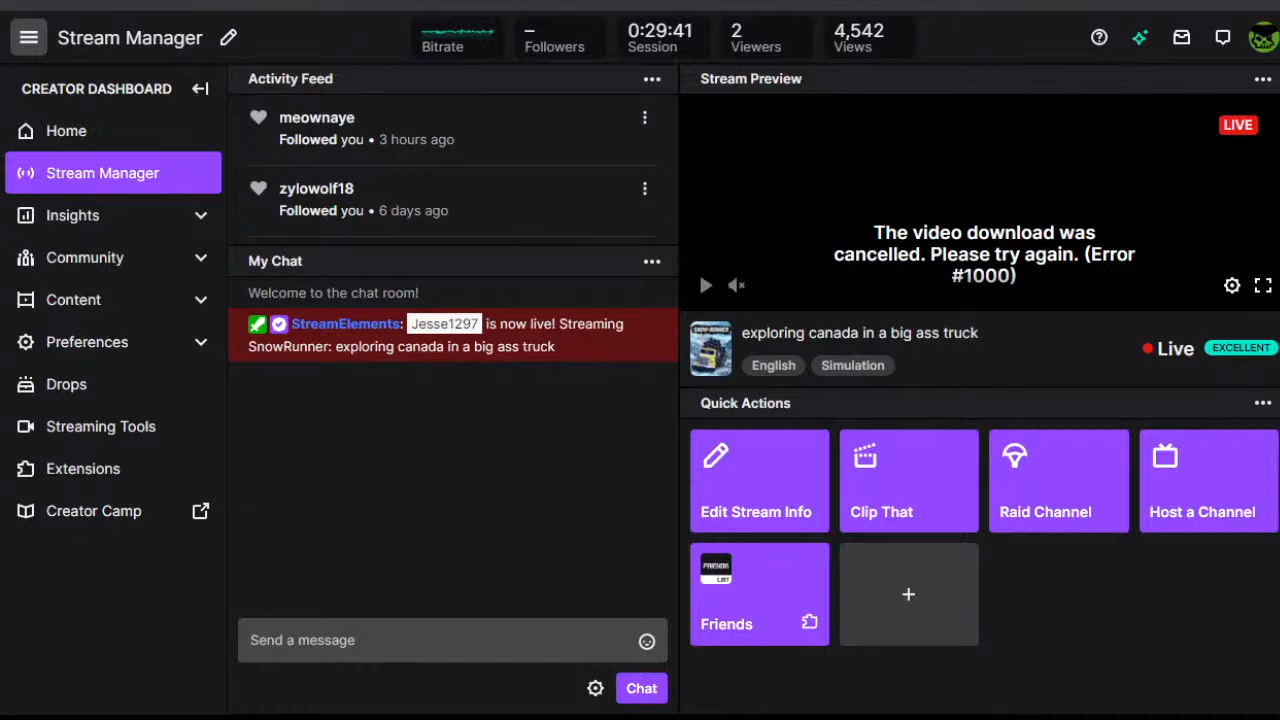 Stream Manager
Bitrate
–
Followers
0:29:41
Session
2
Viewers
4,542
Views
CREATOR DASHBOARD
Home
Stream Manager
Insights
Community
Content
Preferences
Drops
Streaming Tools
Extensions
Creator Camp
Activity Feed
meownaye
Followed you • 3 hours ago
zylowolf18
Followed you • 6 days ago
My Chat
Welcome to the chat room!
StreamElements: Jesse1297 is now live! Streaming
SnowRunner: exploring canada in a big ass truck
Send a message
Chat
Stream Preview
LIVE
The video download was
cancelled. Please try again. (Error
#1000)
exploring canada in a big ass truck
English
Simulation
Live
EXCELLENT
Quick Actions
Edit Stream Info
Clip That
Raid Channel
Host a Channel
FRIENDS
LIST
Friends
+